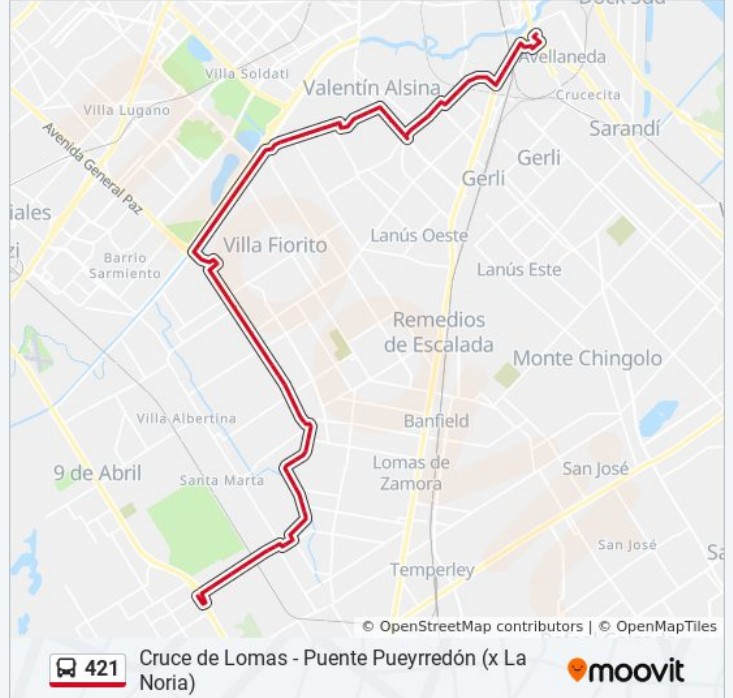 Dock Sud
Villa Soldati
Avellaneda
Valentín Alsina
Crucecita
Villa Lugano
Sarandí
Avenida General Paz
Gerli
Gerli
iales
Lanús Oeste
Villa Fiorito
zi
Barrio
Sarmiento
Lanús Este
Remedios
de Escalada
Monte Chingolo
Villa Albertina
Banfield
9 de Abril
Lomas de
Zamora
San José
Santa Marta
San José
Sa
Temperley
© OpenStreetMap contributors | © OpenMapTiles
421
Cruce de Lomas - Puente Pueyrredón (x La
Noria)
moovit